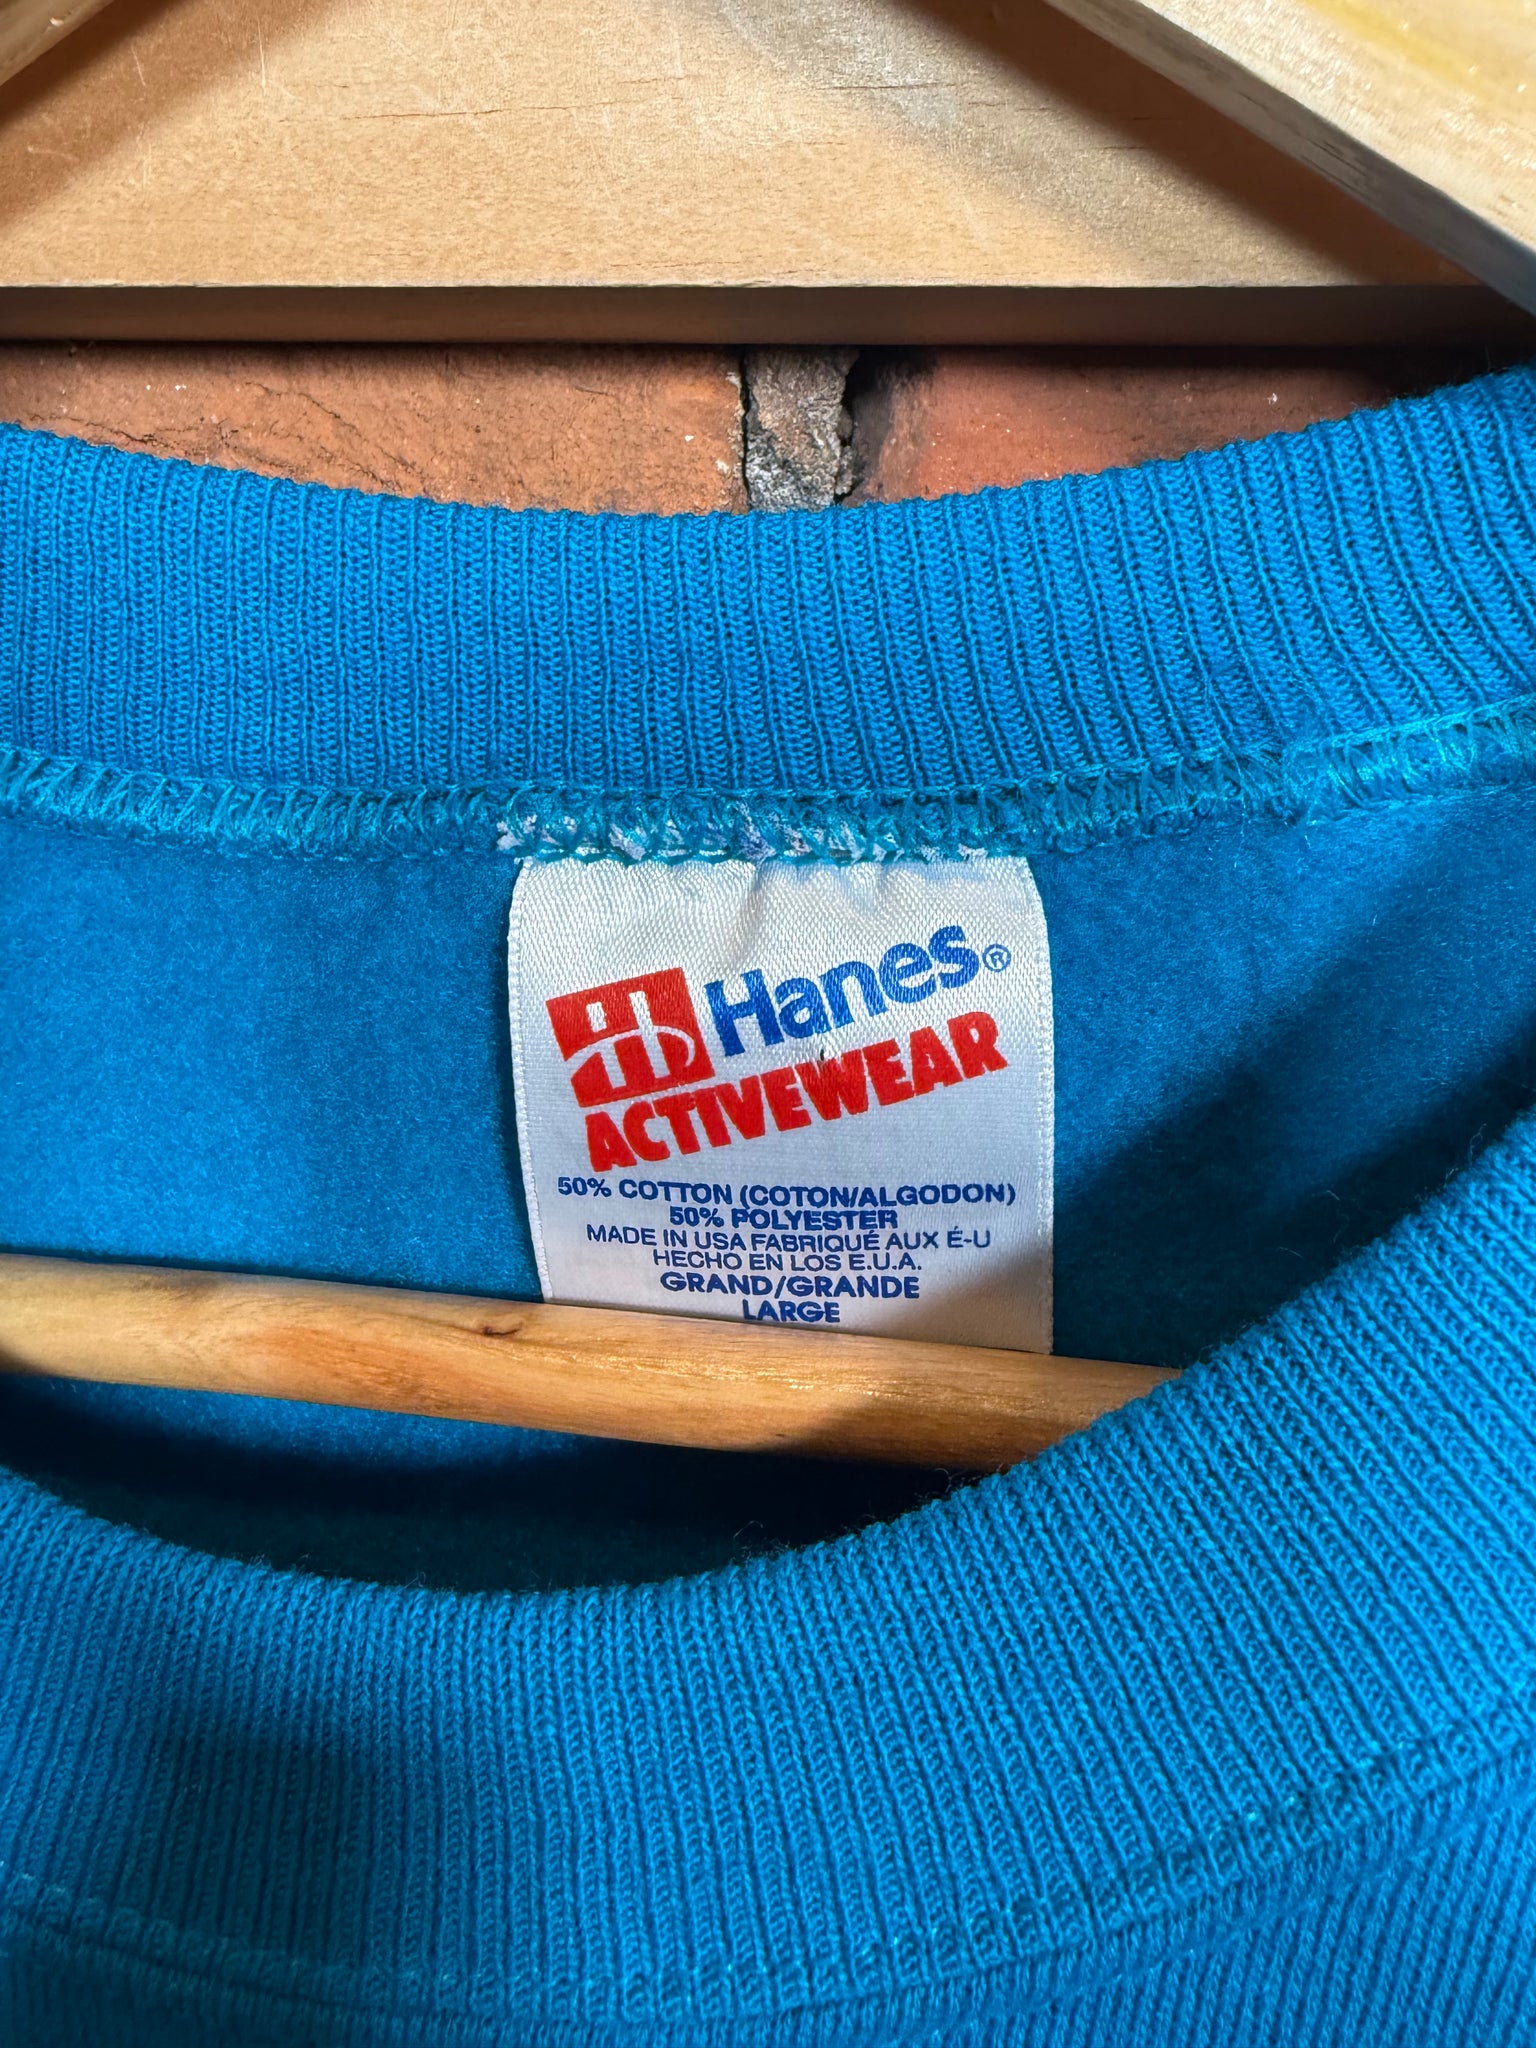 Hanes®
ACTIVEWEAR
50% COTTON (COTON/ALGODON)
50% POLYESTER
MADE IN USA FABRIQUÉ AUX É-U
HECHO EN LOS E.U.A.
GRAND/GRANDE
LARGE